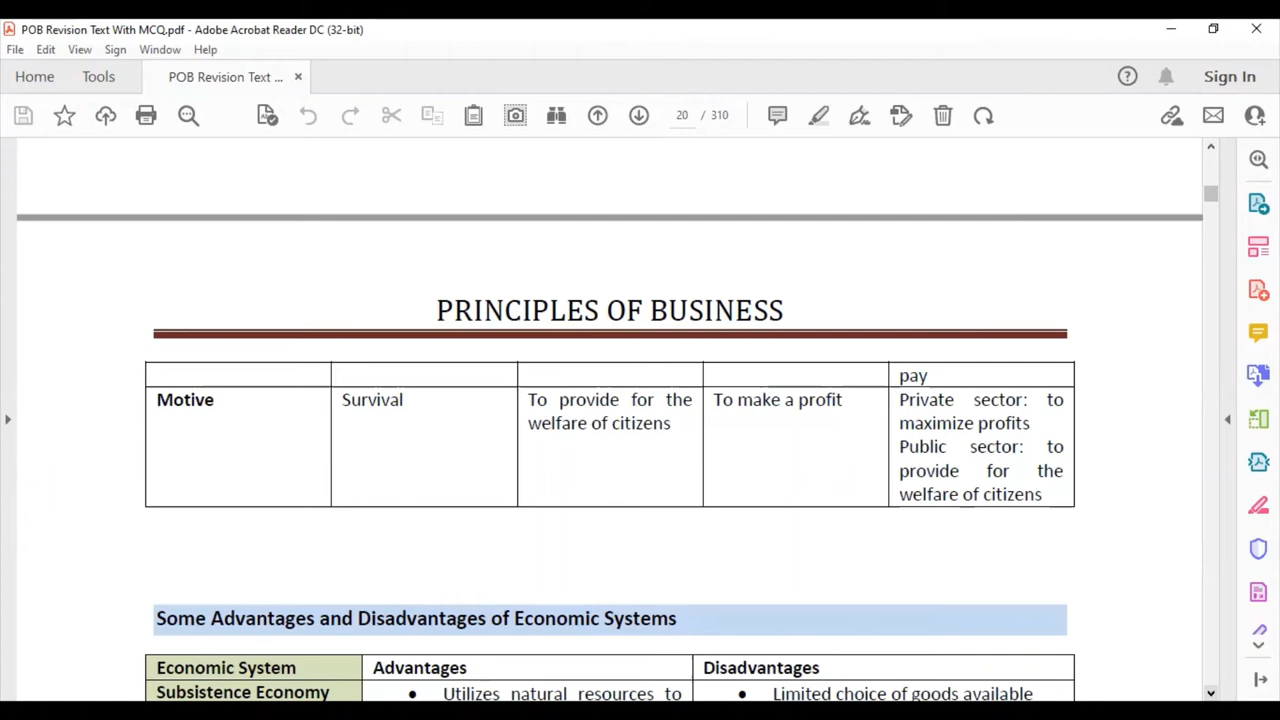 POB Revision Text With MCQ.pdf - Adobe Acrobat Reader DC (32-bit)
File Edit View Sign Window Help
Home Tools POB Revision Text ... Sign In
20 / 310
PRINCIPLES OF BUSINESS
pay
Motive Survival To provide for the To make a profit Private sector: to
welfare of citizens maximize profits
Public sector: to
provide for the
welfare of citizens
Some Advantages and Disadvantages of Economic Systems
Economic System Advantages Disadvantages
Subsistence Economy • Utilizes natural resources to • Limited choice of goods available